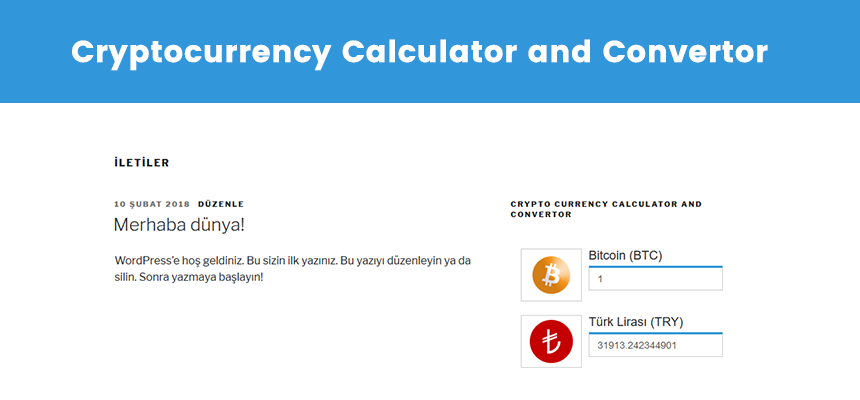 Cryptocurrency Calculator and Convertor
İLETİLER
10 ŞUBAT 2018 DÜZENLE
Merhaba dünya!
WordPress'e hoş geldiniz. Bu sizin ilk yazınız. Bu yazıyı düzenleyin ya da
silin. Sonra yazmaya başlayın!
CRYPTO CURRENCY CALCULATOR AND
CONVERTOR
Bitcoin (BTC)
1
Türk Lirası (TRY)
31913.242344901